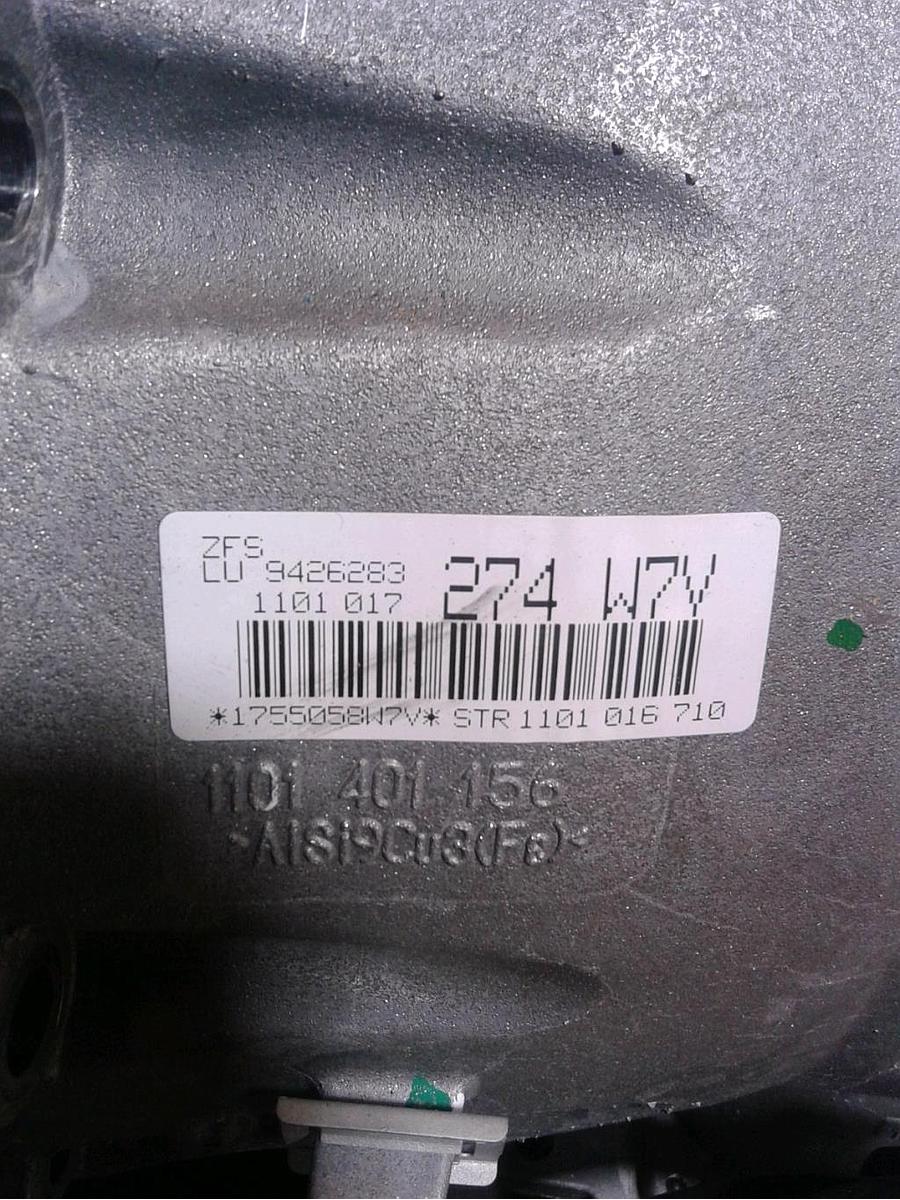 ZFS
LU 9426283
1101 017
274 W7V
*1755058W7V* STR 1101 016 710
1101 401 156
*AlSi9Cu3(Fe)*